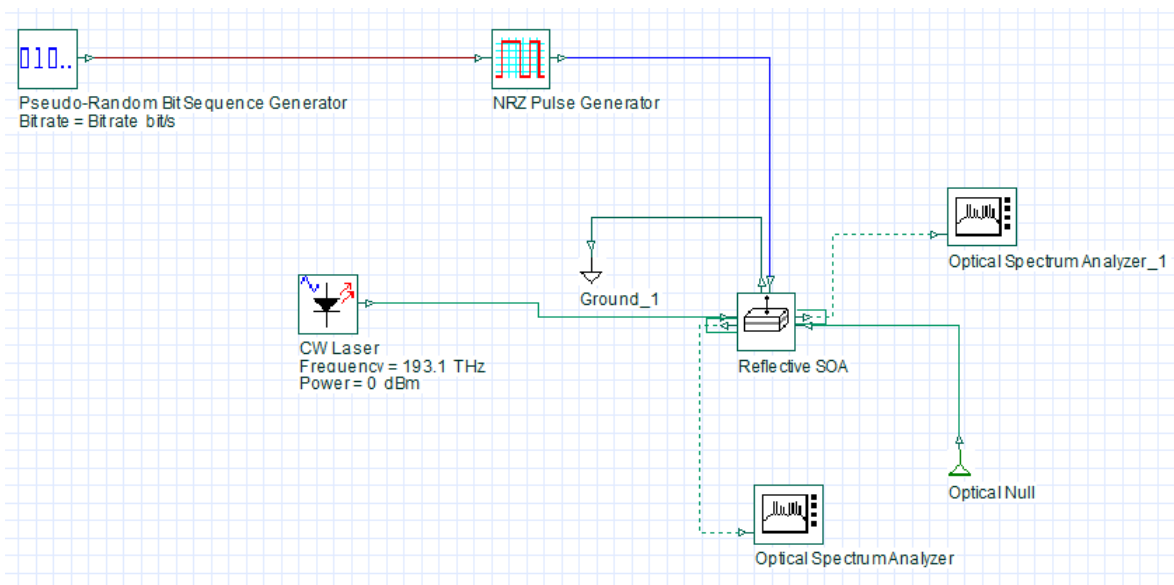 010..
Pseudo-Random Bit Sequence Generator
Bitrate = Bitrate bit/s
NRZ Pulse Generator
Optical Spectrum Analyzer_1
Ground_1
CW Laser
Frequency = 193.1 THz
Power = 0 dBm
Reflective SOA
Optical Null
Optical Spectrum Analyzer